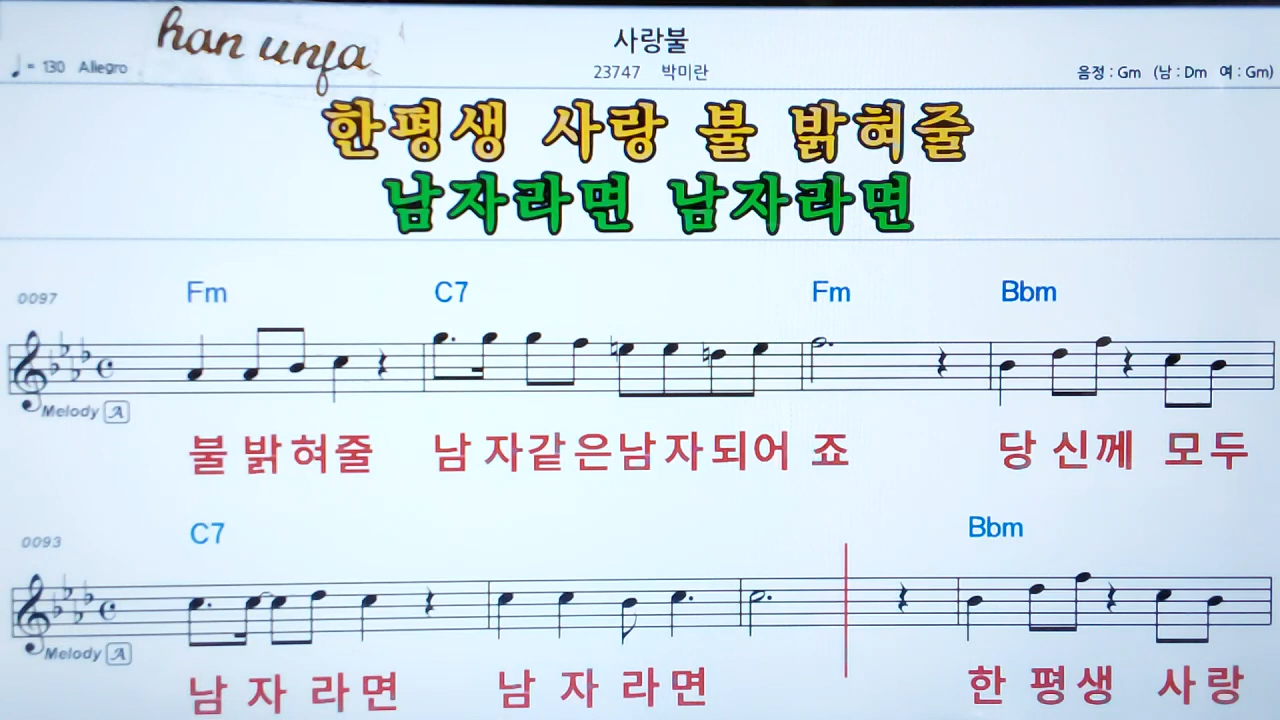 han unfa
사랑불
♩= 130 Allegro
23747 박미란
음정 : Gm (남 : Dm 여 : Gm)
한평생 사랑 불 밝혀줄
남자라면 남자라면
0097 Fm C7 Fm Bbm
Melody A
불 밝혀줄 남 자같 은남자되어 죠 당 신께 모두
0093 C7 Bbm
Melody A
남 자 라 면 남 자 라 면 한 평생 사 랑